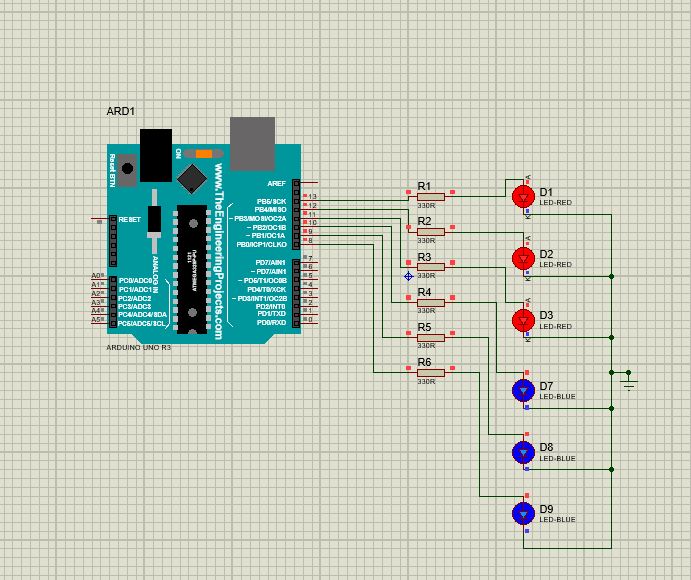 ARD1
Reset BTN
ON
www.TheEngineeringProjects.com
ANALOG IN
RESET
AREF
PB5/SCK
13
PB4/MISO
12
~PB3/MOSI/OC2A
11
~PB2/OC1B
10
~PB1/OC1A
9
PB0/ICP1/CLKO
8
PD7/AIN1
7
~PD6/AIN0
6
~PD5/T1/OC0B
5
PD4/T0/XCK
4
~PD3/INT1/OC2B
3
PD2/INT0
2
PD1/TXD
1
PD0/RXD
0
A0
PC0/ADC0
A1
PC1/ADC1
A2
PC2/ADC2
A3
PC3/ADC3
A4
PC4/ADC4/SDA
A5
PC5/ADC5/SCL
ARDUINO UNO R3
R1
330R
R2
330R
R3
330R
R4
330R
R5
330R
R6
330R
A
D1
LED-RED
K
A
D2
LED-RED
K
A
D3
LED-RED
K
D7
LED-BLUE
D8
LED-BLUE
D9
LED-BLUE